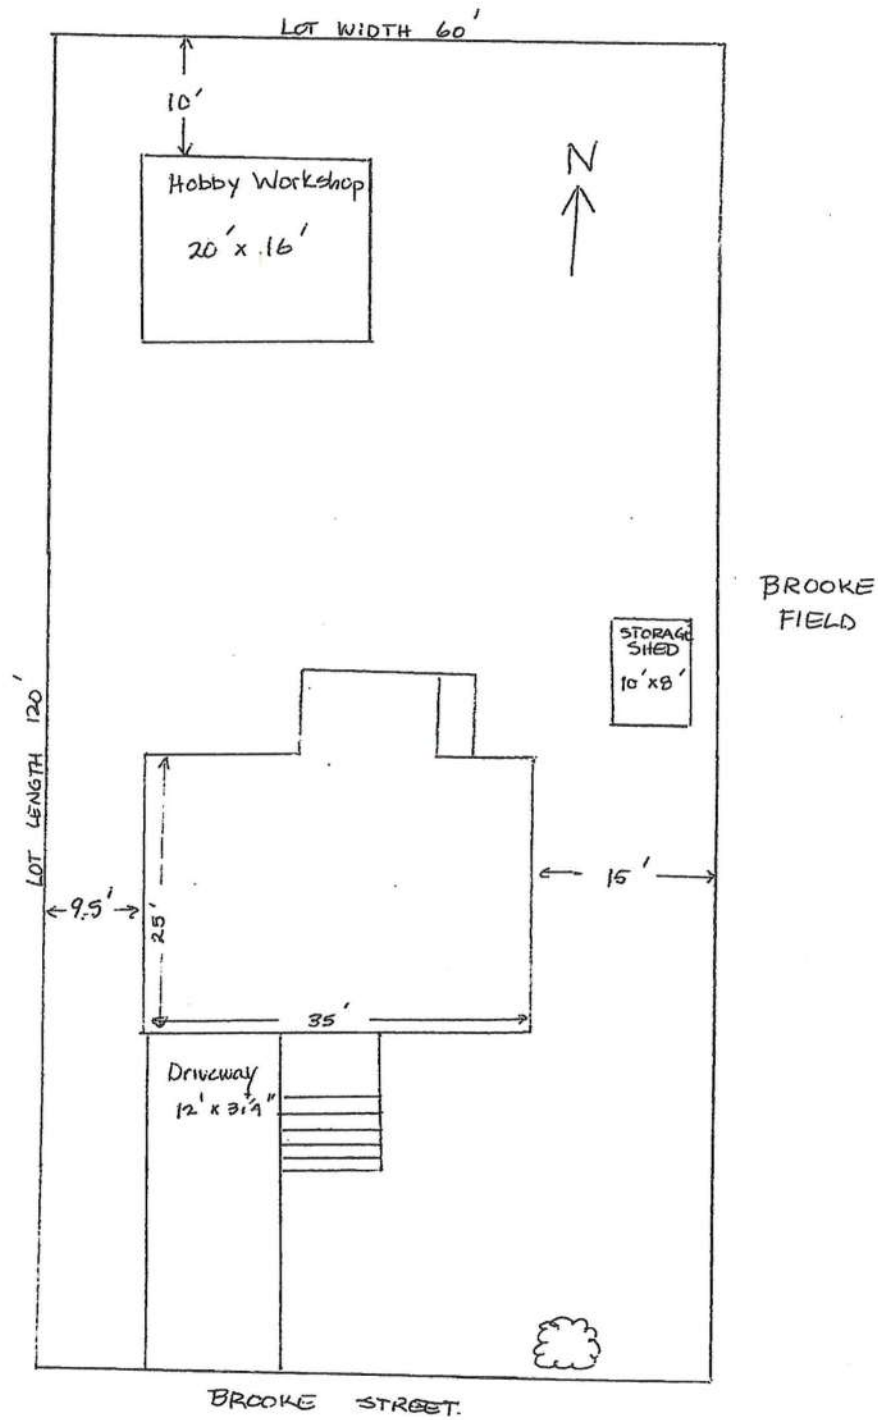 LOT WIDTH 60'
10'
N
Hobby Workshop
20' x 16'
BROOKE
FIELD
STORAGE
SHED
10' x 8'
LOT LENGTH 120'
15'
9.5'
25'
35'
Driveway
BROOKE STREET.